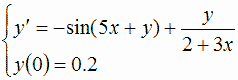 y' = −sin(5x + y) + y/(2 + 3x)
y(0) = 0.2